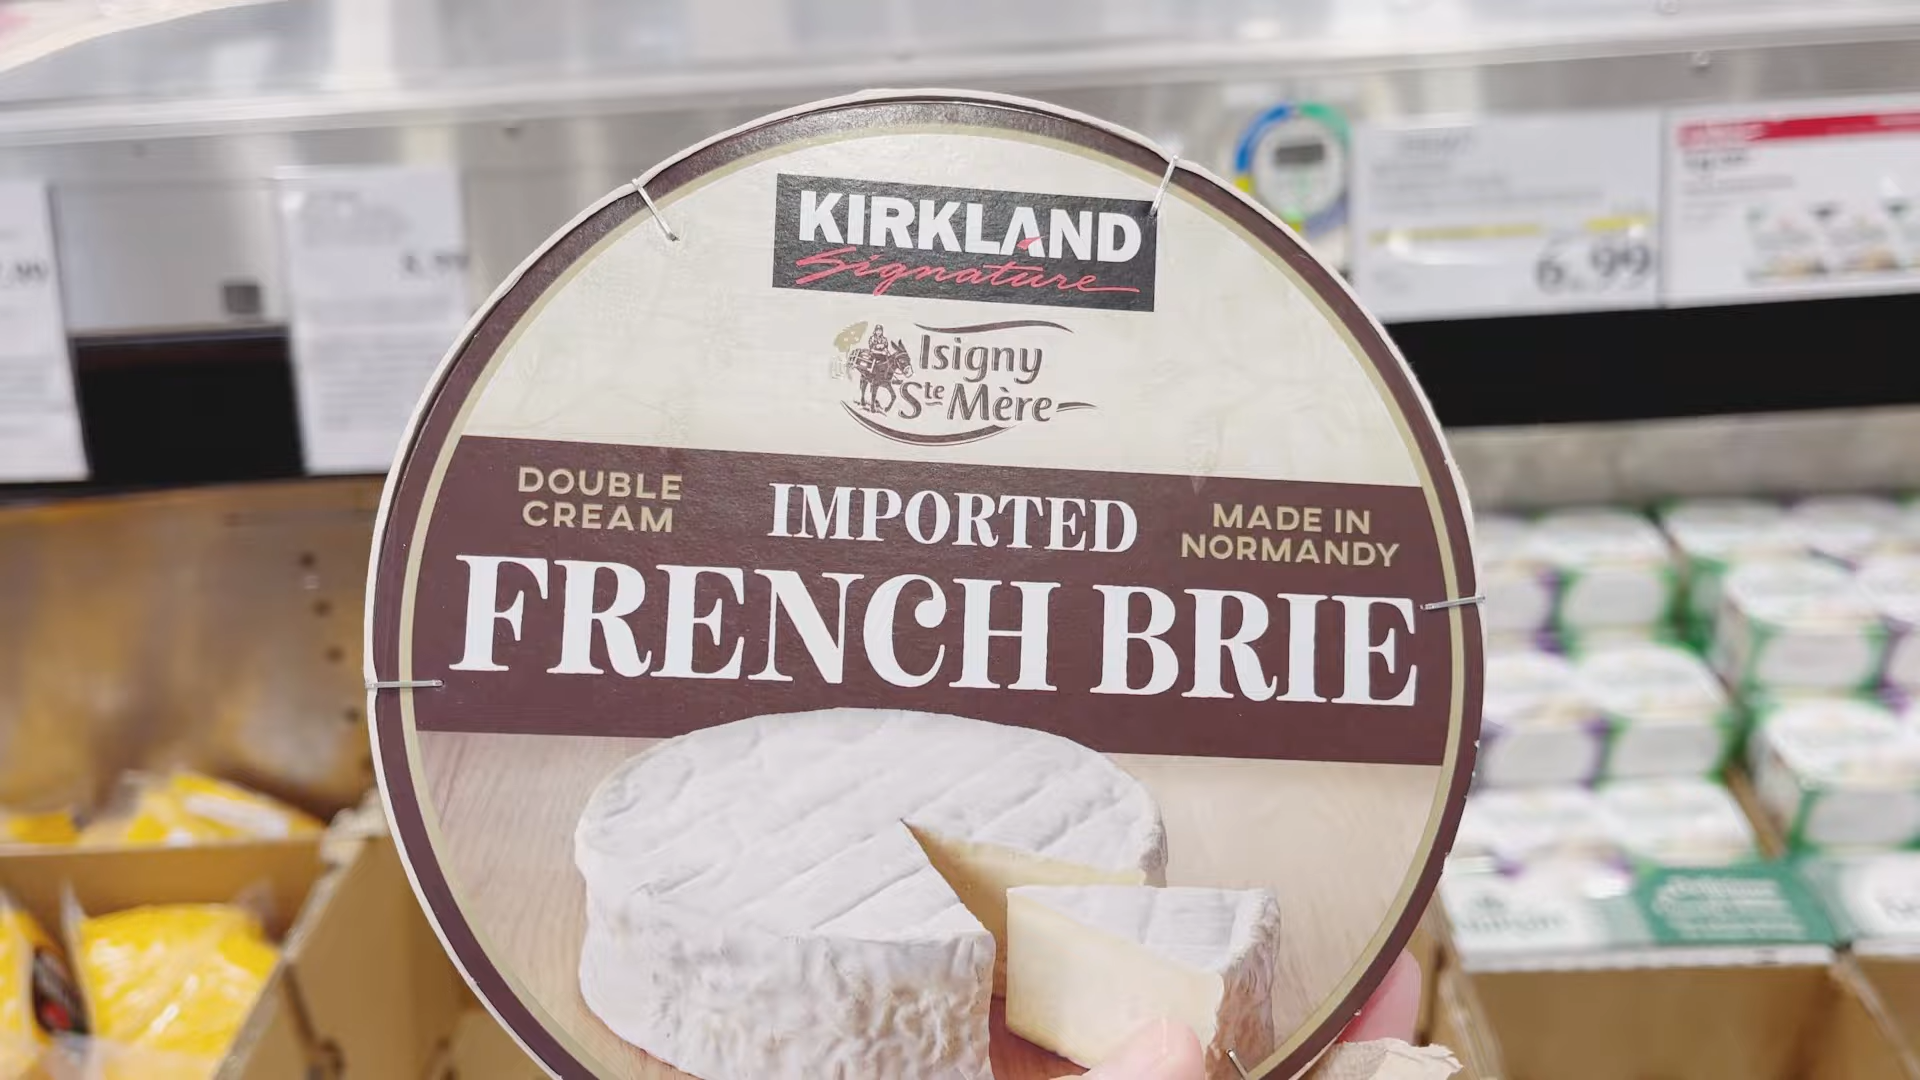 KIRKLAND
Signature
Isigny
Ste Mère
DOUBLE
CREAM
IMPORTED
MADE IN
NORMANDY
FRENCH BRIE
6.99